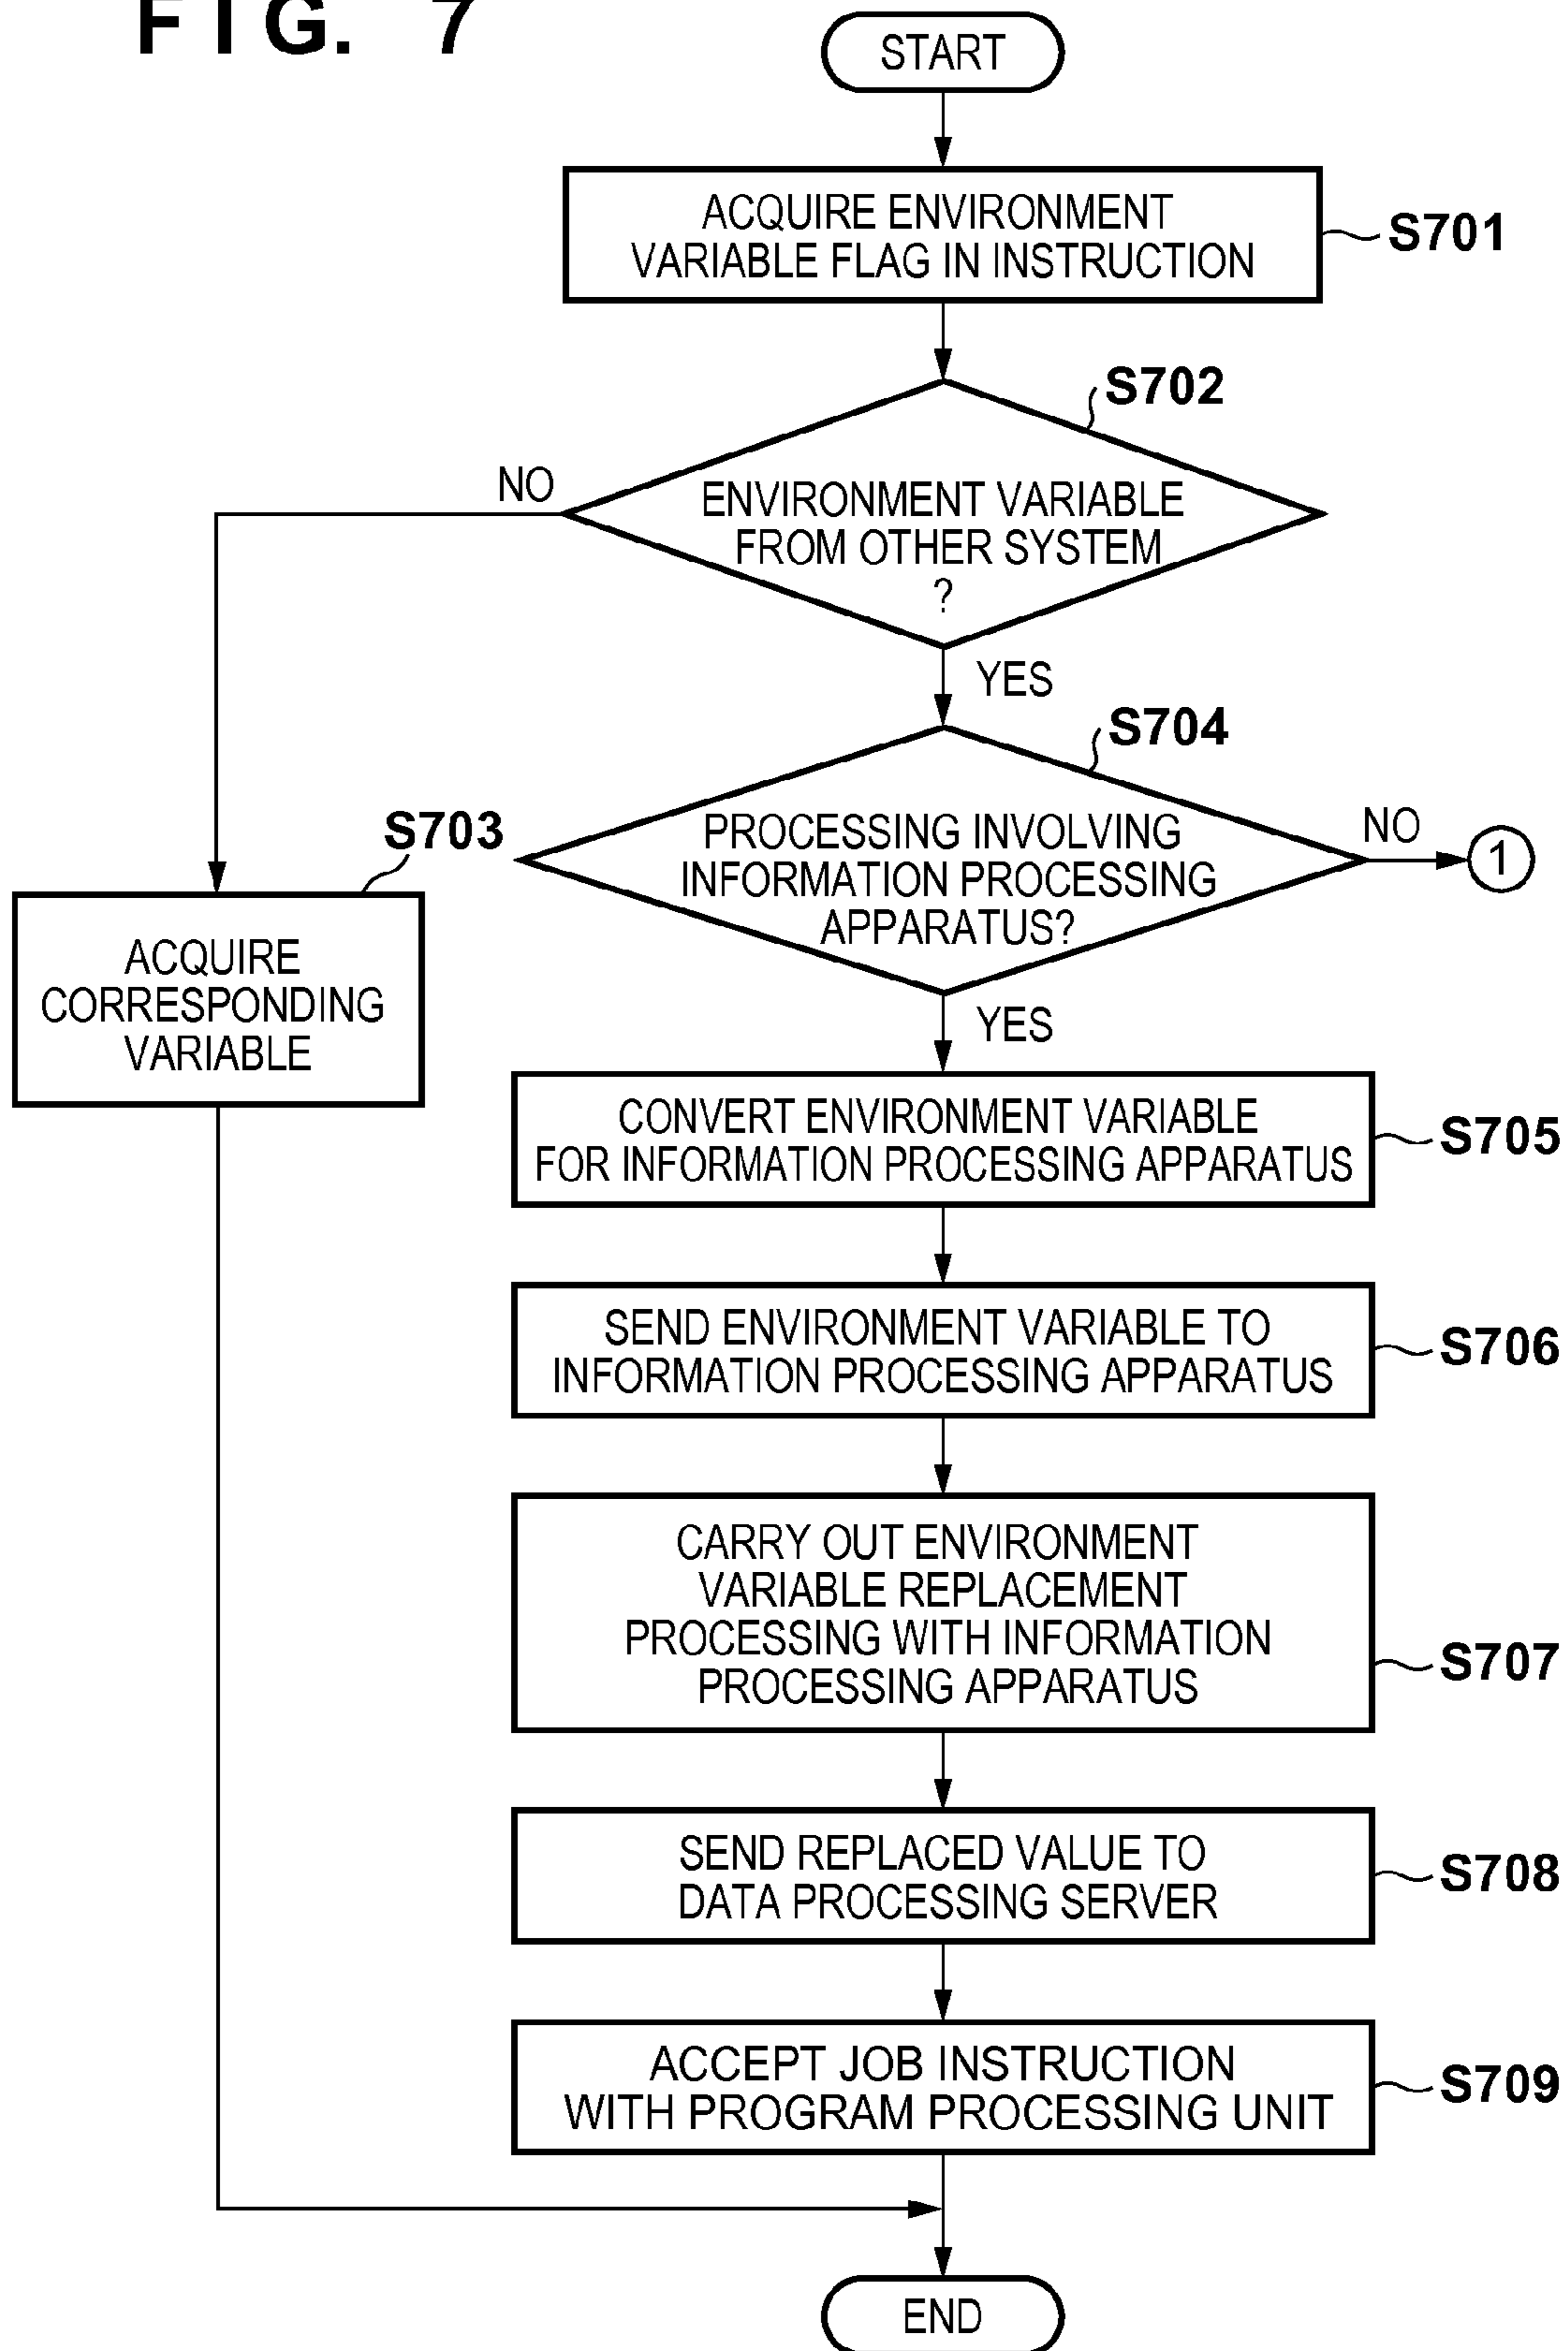 FIG. 7
START
ACQUIRE ENVIRONMENT
VARIABLE FLAG IN INSTRUCTION
S701
S702
NO
ENVIRONMENT VARIABLE
FROM OTHER SYSTEM
?
YES
S704
NO
PROCESSING INVOLVING
INFORMATION PROCESSING
APPARATUS?
1
S703
ACQUIRE
CORRESPONDING
VARIABLE
YES
CONVERT ENVIRONMENT VARIABLE
FOR INFORMATION PROCESSING APPARATUS
S705
SEND ENVIRONMENT VARIABLE TO
INFORMATION PROCESSING APPARATUS
S706
CARRY OUT ENVIRONMENT
VARIABLE REPLACEMENT
PROCESSING WITH INFORMATION
PROCESSING APPARATUS
S707
SEND REPLACED VALUE TO
DATA PROCESSING SERVER
S708
ACCEPT JOB INSTRUCTION
WITH PROGRAM PROCESSING UNIT
S709
END